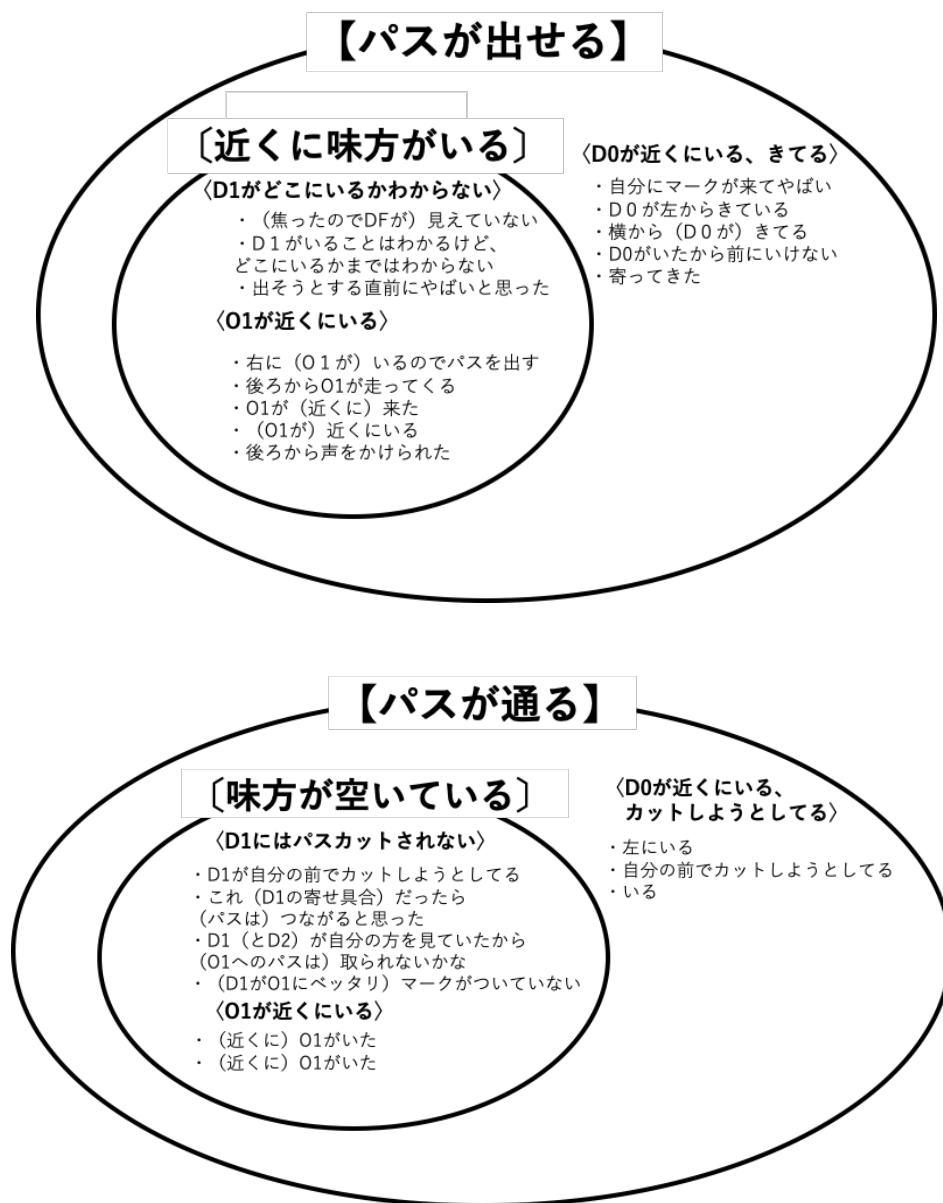 【パスが出せる】
〔近くに味方がいる〕
〈D1がどこにいるかわからない〉
・（焦ったのでDFが）見えていない
・Ｄ１がいることはわかるけど、
どこにいるかまではわからない
・出そうとする直前にやばいと思った
〈O1が近くにいる〉
・右に（Ｏ１が）いるのでパスを出す
・後ろからO1が走ってくる
・O1が（近くに）来た
・（O1が）近くにいる
・後ろから声をかけられた
〈D0が近くにいる、きてる〉
・自分にマークが来てやばい
・Ｄ０が左からきている
・横から（Ｄ０が）きてる
・D0がいたから前にいけない
・寄ってきた
【パスが通る】
〔味方が空いている〕
〈D1にはパスカットされない〉
・D1が自分の前でカットしようとしてる
・これ（D1の寄せ具合）だったら
（パスは）つながると思った
・D1（とD2）が自分の方を見ていたから
（O1へのパスは）取られないかな
・（D1がO1にベッタリ）マークがついていない
〈O1が近くにいる〉
・（近くに）O1がいた
・（近くに）O1がいた
〈D0が近くにいる、
カットしようとしてる〉
・左にいる
・自分の前でカットしようとしてる
・いる